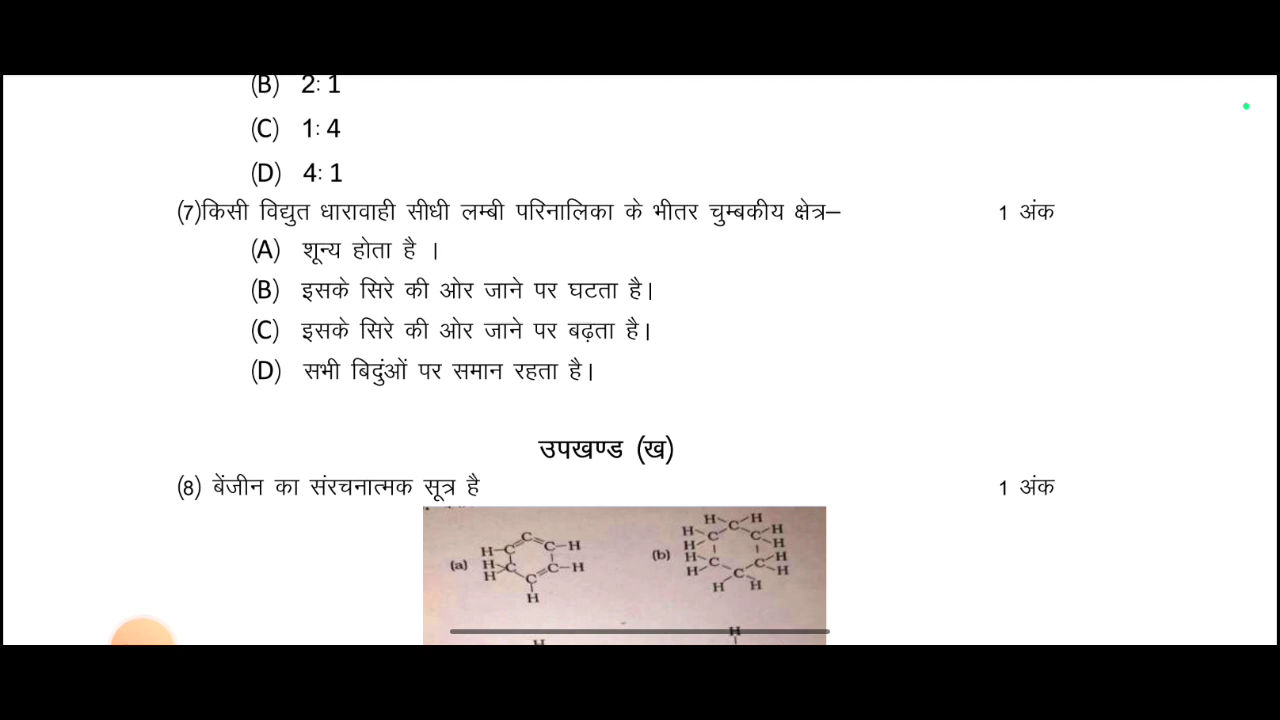 (B) 2: 1
(C) 1: 4
(D) 4: 1
(7)किसी विद्युत धारावाही सीधी लम्बी परिनालिका के भीतर चुम्बकीय क्षेत्र– 1 अंक
(A) शून्य होता है ।
(B) इसके सिरे की ओर जाने पर घटता है।
(C) इसके सिरे की ओर जाने पर बढ़ता है।
(D) सभी बिदुंओं पर समान रहता है।
उपखण्ड (ख)
(8) बेंजीन का संरचनात्मक सूत्र है 1 अंक
(a) H C C C H H H C C H C H
(b) H H H C H H C C H H H H C C H H C H H H
H H